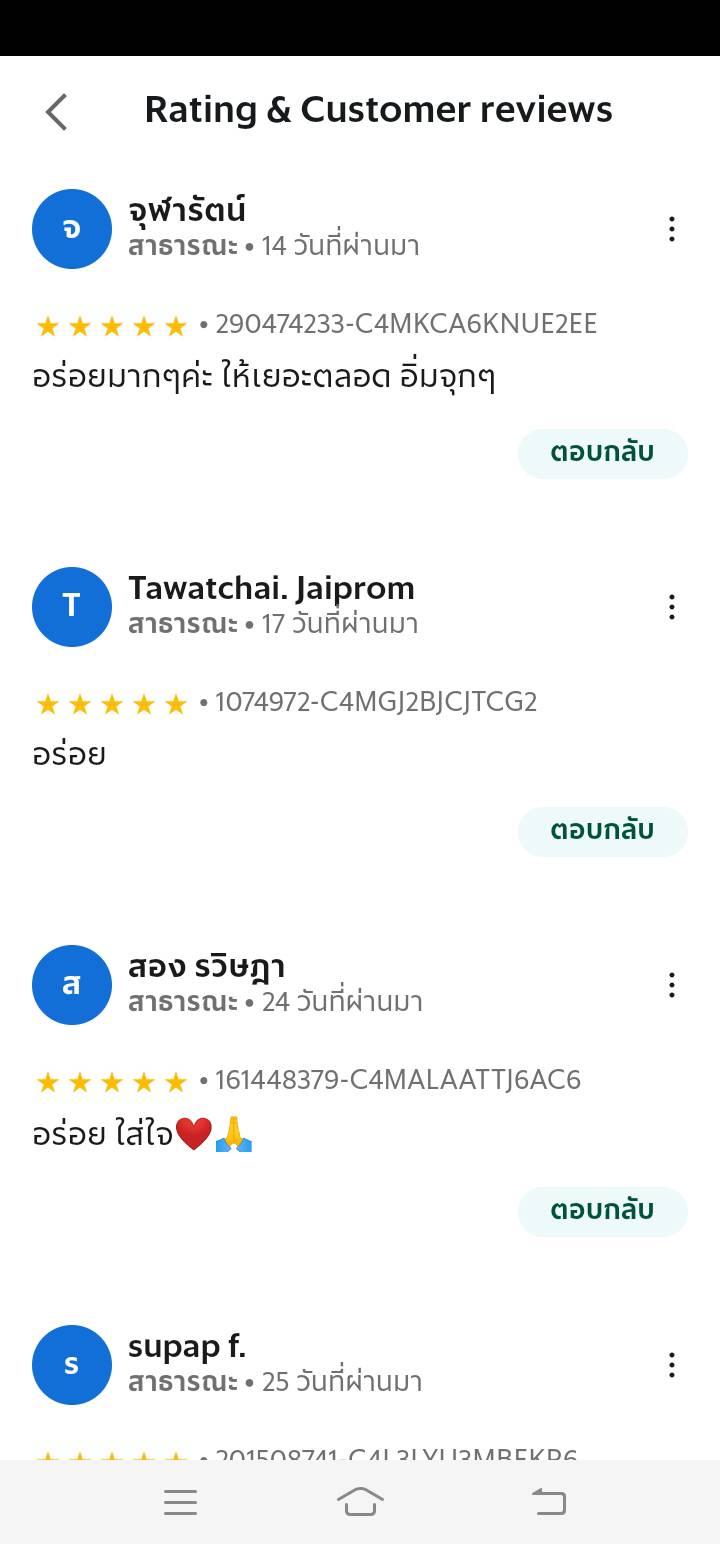 Rating & Customer reviews
จ
จุฬารัตน์
สาธารณะ • 14 วันที่ผ่านมา
• 290474233-C4MKCA6KNUE2EE
อร่อยมากๆค่ะ ให้เยอะตลอด อิ่มจุกๆ
ตอบกลับ
T
Tawatchai. Jaiprom
สาธารณะ • 17 วันที่ผ่านมา
• 1074972-C4MGJ2BJCJTCG2
อร่อย
ตอบกลับ
ส
สอง รวิษฎา
สาธารณะ • 24 วันที่ผ่านมา
• 161448379-C4MALAATTJ6AC6
อร่อย ใส่ใจ❤️🙏
ตอบกลับ
s
supap f.
สาธารณะ • 25 วันที่ผ่านมา